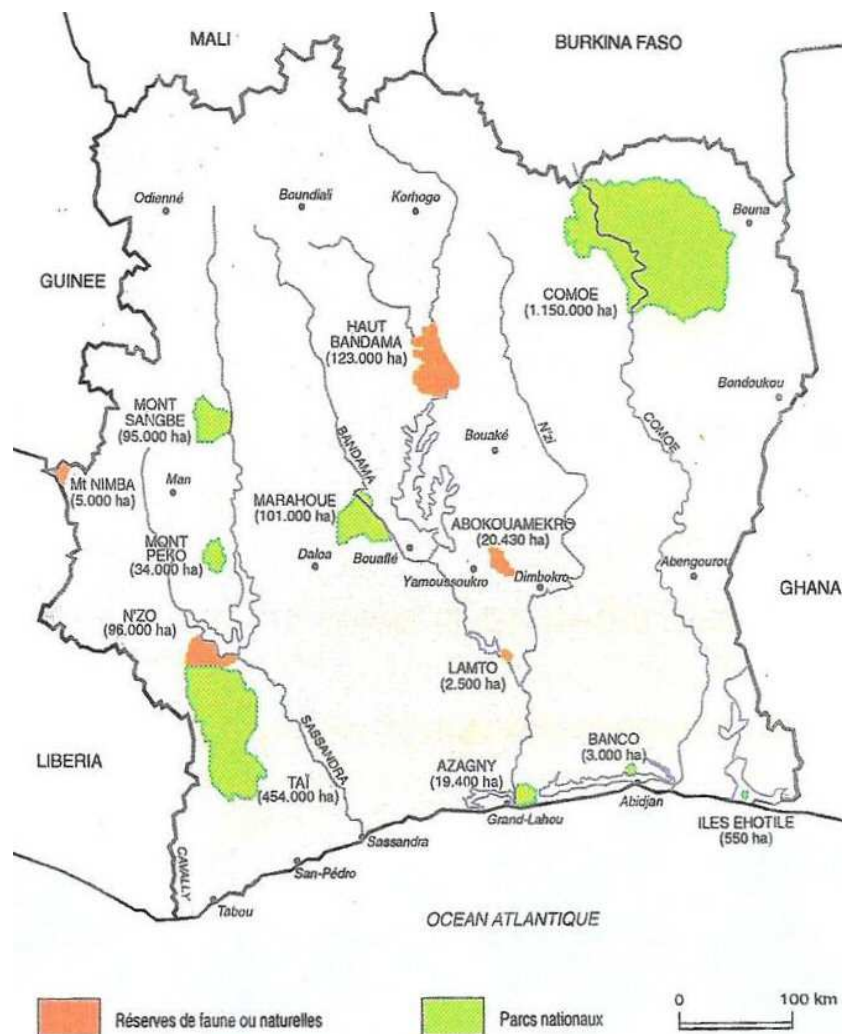 MALI
BURKINA FASO
Odienné
Boundiali
Korhogo
Bouna
GUINEE
COMOE
(1.150.000 ha)
HAUT
BANDAMA
(123.000 ha)
Bondoukou
MONT
SANGBE
(95.000 ha)
N'zi
COMOE
Bouaké
BANDAMA
Mt NIMBA
(5.000 ha)
Man
MARAHOUE
(101.000 ha)
ABOKOUAMEKRO
(20.430 ha)
MONT
PEKO
(34.000 ha)
Daloa
Bouaflé
Yamoussoukro
Dimbokro
Abengourou
GHANA
N'ZO
(96.000 ha)
LAMTO
(2.500 ha)
SASSANDRA
LIBERIA
TAÏ
(454.000 ha)
AZAGNY
(19.400 ha)
BANCO
(3.000 ha)
Grand-Lahou
Abidjan
ILES EHOTILE
(550 ha)
Sassandra
San-Pédro
CAVALLY
Tabou
OCEAN ATLANTIQUE
Réserves de faune ou naturelles
Parcs nationaux
0 100 km